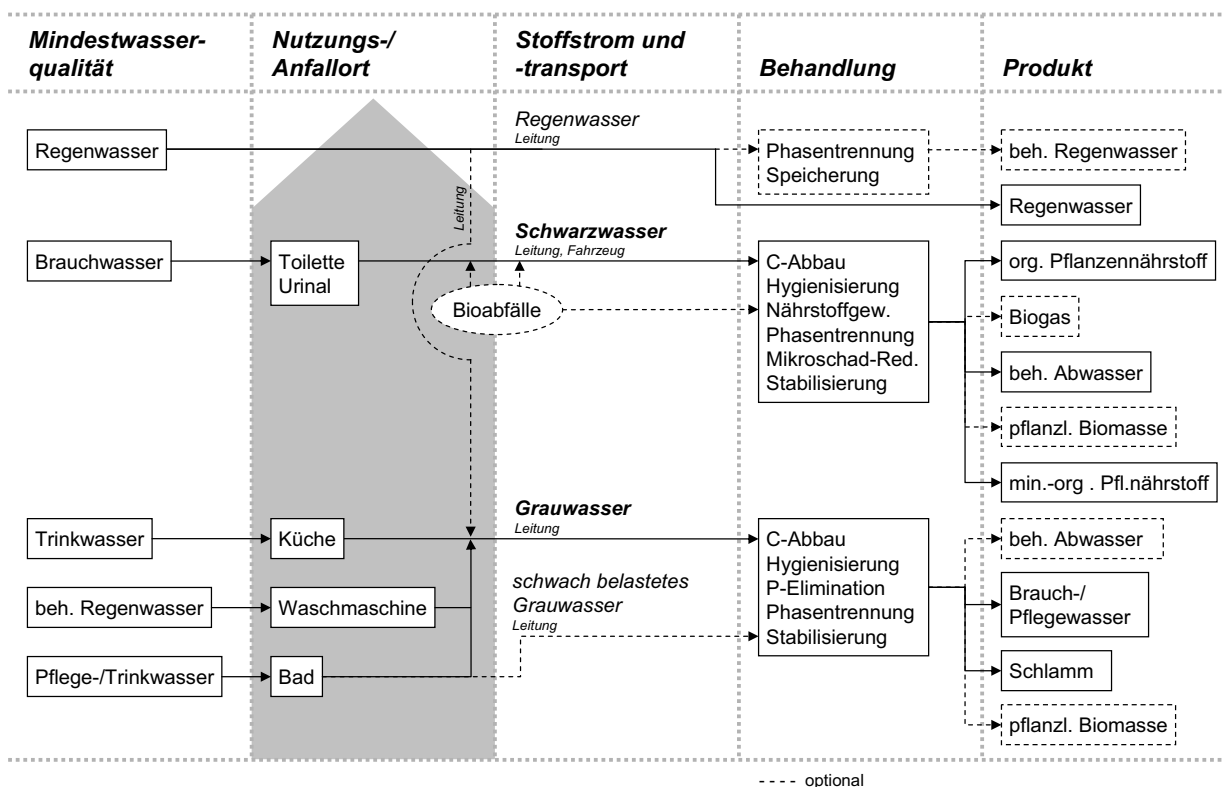 Mindestwasser-
qualität
Nutzungs-/
Anfallort
Stoffstrom und
-transport
Behandlung
Produkt
Regenwasser
Regenwasser
Leitung
Phasentrennung
Speicherung
beh. Regenwasser
Regenwasser
Leitung
Brauchwasser
Toilette
Urinal
Schwarzwasser
Leitung, Fahrzeug
Bioabfälle
C-Abbau
Hygienisierung
Nährstoffgew.
Phasentrennung
Mikroschad-Red.
Stabilisierung
org. Pflanzennährstoff
Biogas
beh. Abwasser
pflanzl. Biomasse
min.-org . Pfl.nährstoff
Trinkwasser
Küche
Grauwasser
Leitung
beh. Regenwasser
Waschmaschine
schwach belastetes
Grauwasser
Leitung
Pflege-/Trinkwasser
Bad
C-Abbau
Hygienisierung
P-Elimination
Phasentrennung
Stabilisierung
beh. Abwasser
Brauch-/
Pflegewasser
Schlamm
pflanzl. Biomasse
---- optional